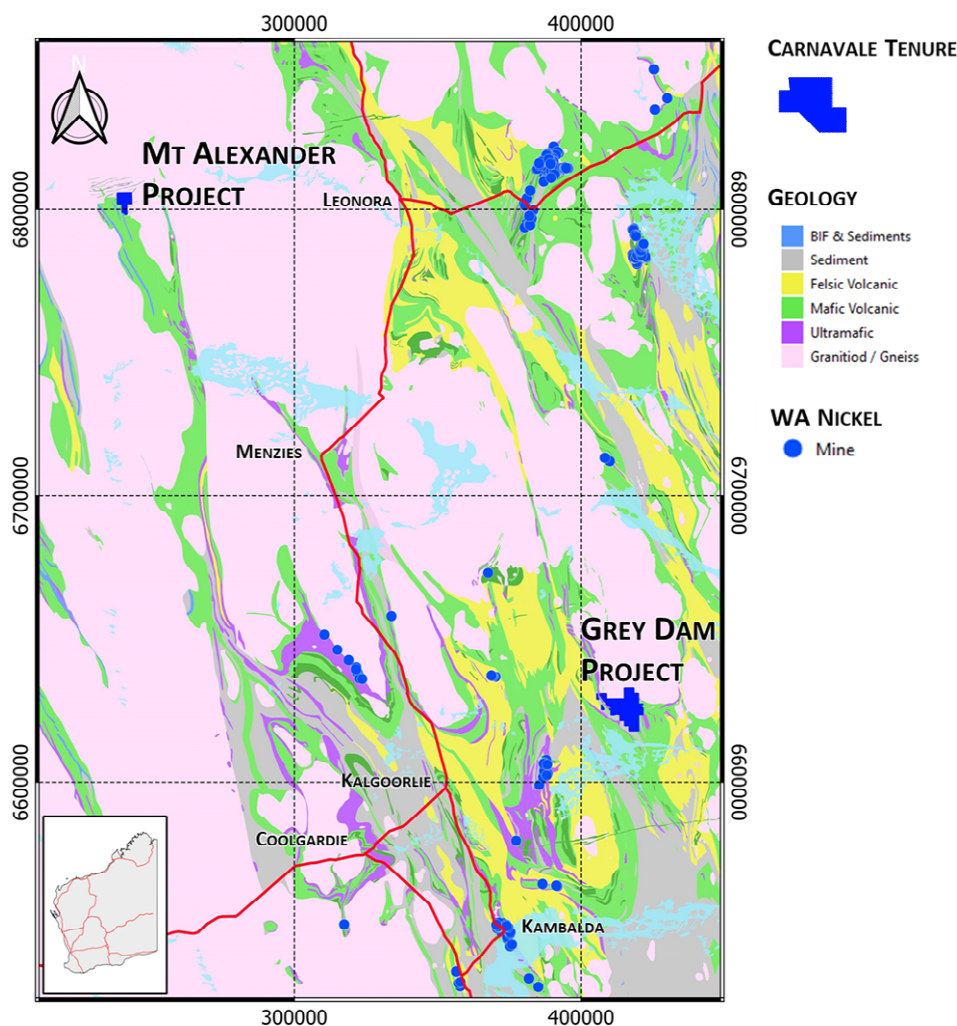 300000
400000
CARNAVALE TENURE
N
MT ALEXANDER
PROJECT
LEONORA
6800000
6800000
GEOLOGY
BIF & Sediments
Sediment
Felsic Volcanic
Mafic Volcanic
Ultramafic
Granitiod / Gneiss
WA NICKEL
Mine
MENZIES
6700000
6700000
GREY DAM
PROJECT
6600000
6600000
KALGOORLIE
COOLGARDIE
KAMBALDA
300000
400000